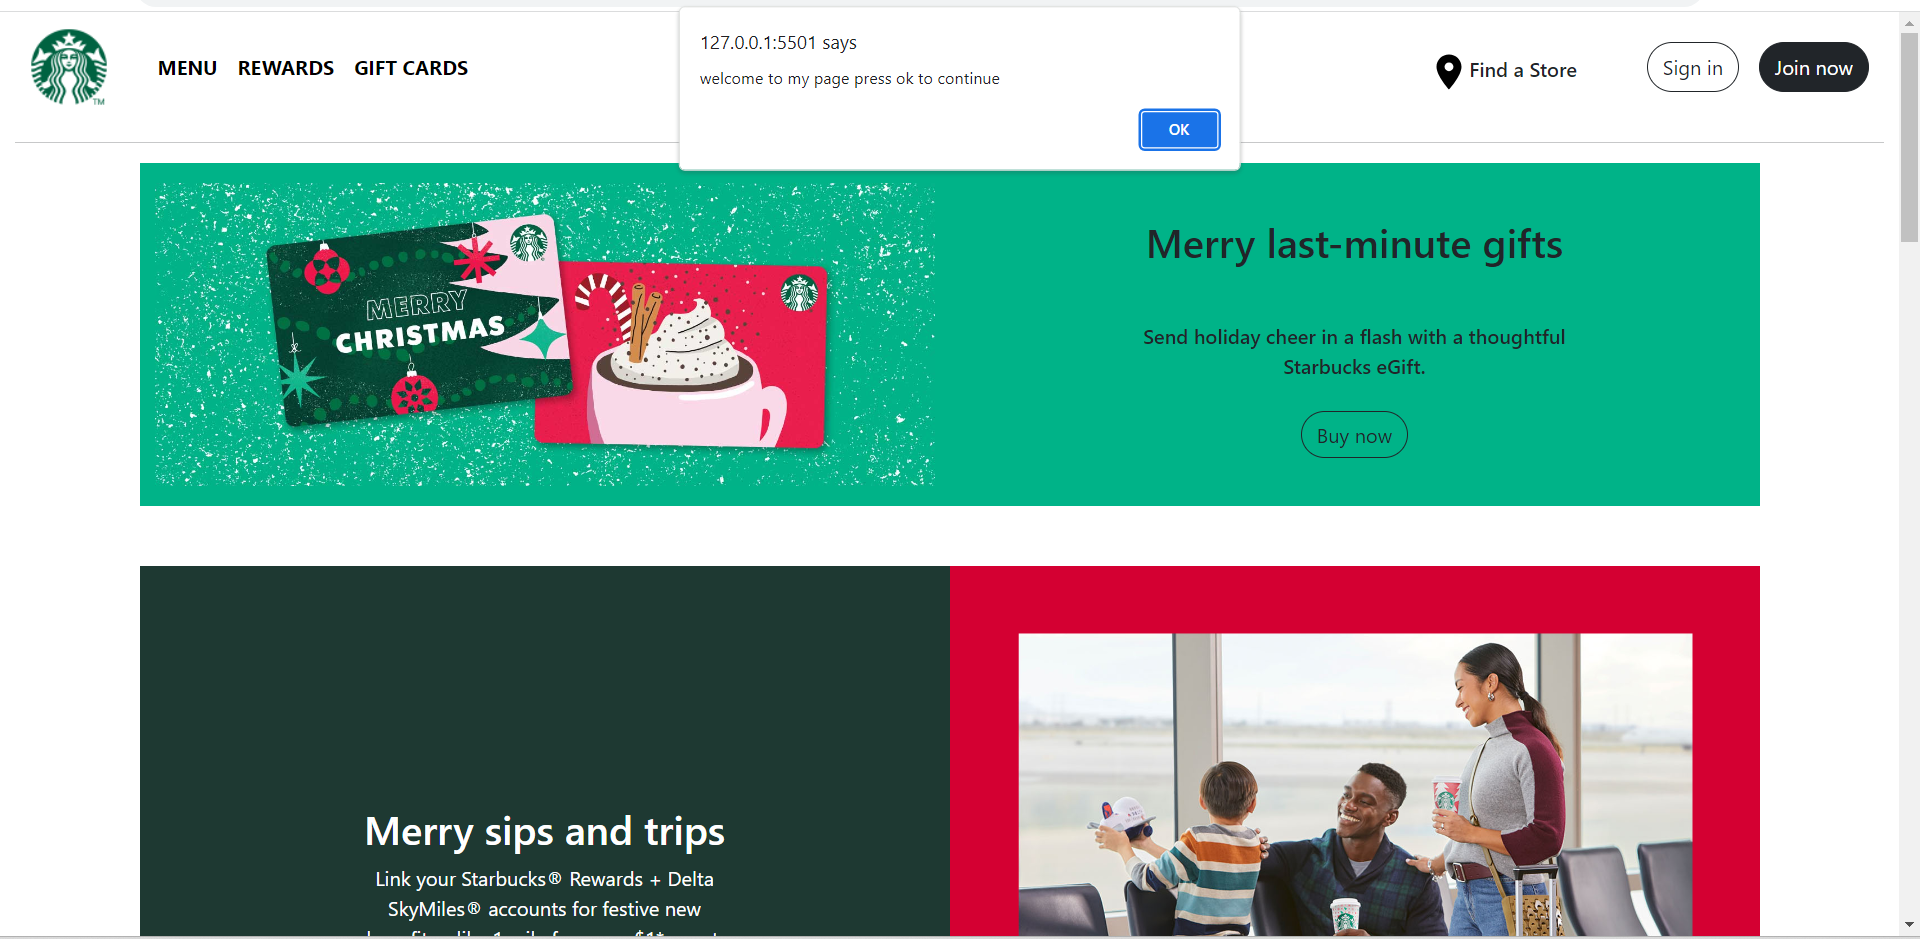 127.0.0.1:5501 says
welcome to my page press ok to continue
OK
MENU REWARDS GIFT CARDS
Find a Store
Sign in
Join now
TM
MERRY
CHRISTMAS
Merry last-minute gifts
Send holiday cheer in a flash with a thoughtful
Starbucks eGift.
Buy now
Merry sips and trips
Link your Starbucks® Rewards + Delta
SkyMiles® accounts for festive new